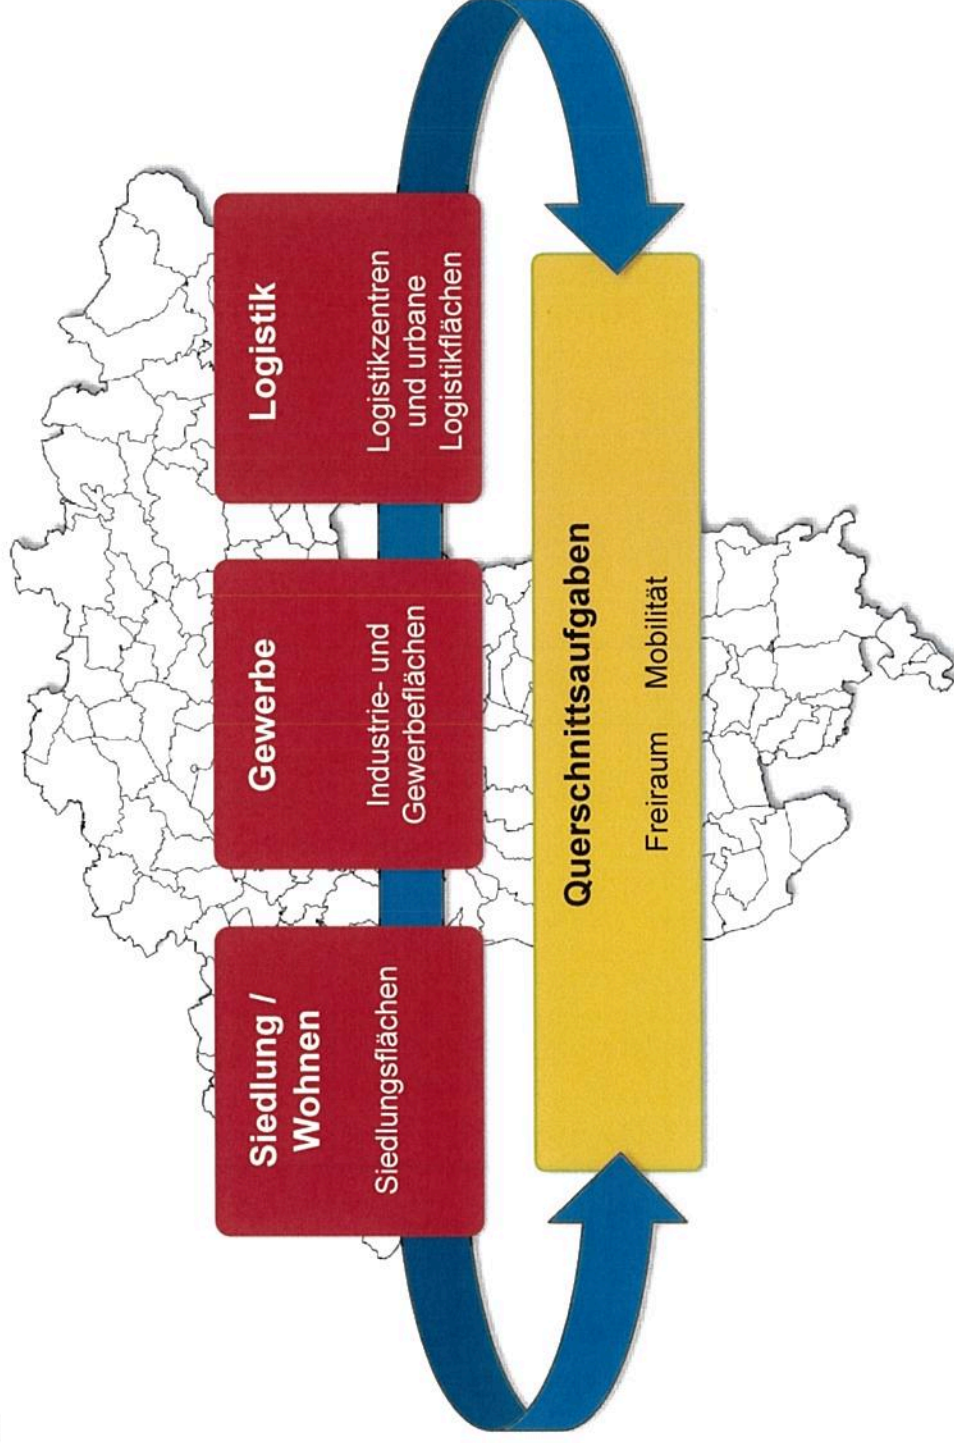 Siedlung /
Wohnen
Siedlungsflächen
Gewerbe
Industrie- und
Gewerbeflächen
Logistik
Logistikzentren
und urbane
Logistikflächen
Querschnittsaufgaben
Freiraum Mobilität